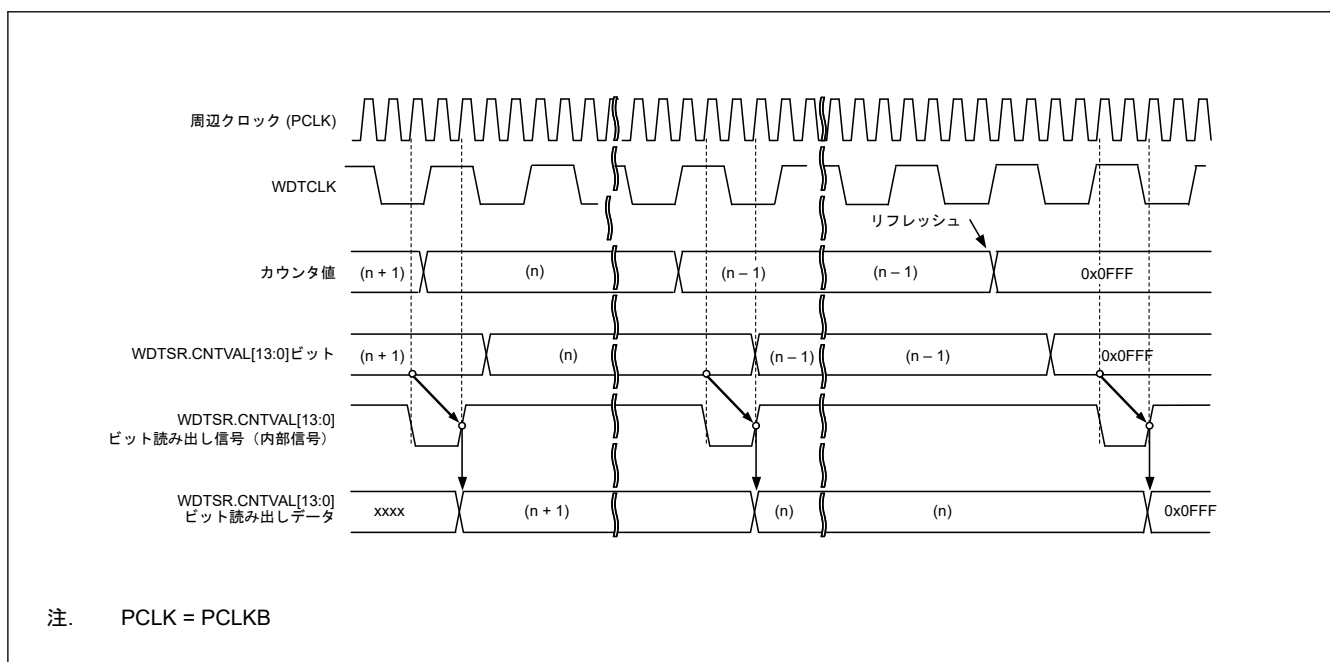 周辺クロック (PCLK)
WDTCLK
リフレッシュ
カウンタ値
(n + 1)
(n)
(n – 1)
(n – 1)
0x0FFF
WDTSR.CNTVAL[13:0]ビット
(n + 1)
(n)
(n – 1)
(n – 1)
0x0FFF
WDTSR.CNTVAL[13:0]
ビット読み出し信号（内部信号）
WDTSR.CNTVAL[13:0]
ビット読み出しデータ
xxxx
(n + 1)
(n)
(n)
0x0FFF
注. PCLK = PCLKB